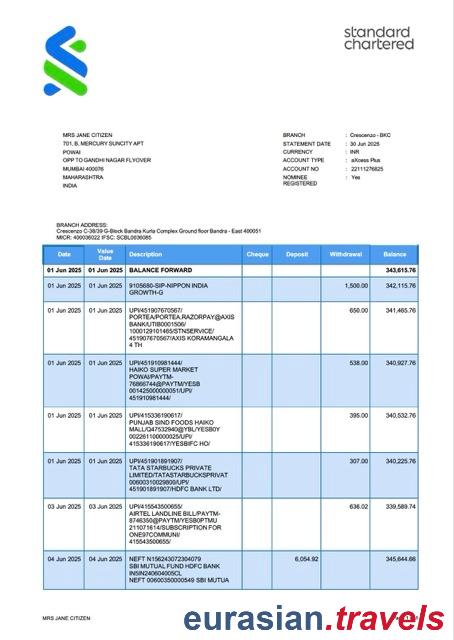 standard
chartered
MRS JANE CITIZEN
701, B, MERCURY SUNCITY APT
POWAI
OPP TO GANDHI NAGAR FLYOVER
MUMBAI 400076
MAHARASHTRA
INDIA
BRANCH : Crescenzo - BKC
STATEMENT DATE : 30 Jun 2025
CURRENCY : INR
ACCOUNT TYPE : aXcess Plus
ACCOUNT NO : 22111276825
NOMINEE : Yes
REGISTERED
BRANCH ADDRESS:
Crescenzo C-38/39 G-Block Bandra Kurla Complex Ground floor Bandra - East 400051
MICR: 400036022 IFSC: SCBL0036085
Date Value Date Description Cheque Deposit Withdrawal Balance
01 Jun 2025 01 Jun 2025 BALANCE FORWARD 343,615.76
01 Jun 2025 01 Jun 2025 9105680-SIP-NIPPON INDIA 1,500.00 342,115.76
GROWTH-G
01 Jun 2025 01 Jun 2025 UPI/451907670567/ 650.00 341,465.76
PORTEA/PORTEA.RAZORPAY@AXIS
BANK/UTIB0001506/
1000129101465/STNSERVICE/
451907670567/AXIS KORAMANGALA
4 TH
01 Jun 2025 01 Jun 2025 UPI/451910981444/ 538.00 340,927.76
HAIKO SUPER MARKET
POWAI/PAYTM-
76866744@PAYTM/YESB
001425000000051/UPI/
451910981444/
01 Jun 2025 01 Jun 2025 UPI/415336190617/ 395.00 340,532.76
PUNJAB SIND FOODS HAIKO
MALL/Q47532940@YBL/YESB0Y
002261100000025/UPI/
415336190617/YESBIFC HO/
01 Jun 2025 01 Jun 2025 UPI/451901891907/ 307.00 340,225.76
TATA STARBUCKS PRIVATE
LIMITED/TATASTARBUCKSPRIVAT
00600310029800/UPI/
451901891907/HDFC BANK LTD/
03 Jun 2025 03 Jun 2025 UPI/415543500655/ 636.02 339,589.74
AIRTEL LANDLINE BILL/PAYTM-
8746350@PAYTM/YESB0PTMU
211071614/SUBSCRIPTION FOR
ONE97COMMUNI/
415543500655/
04 Jun 2025 04 Jun 2025 NEFT N156243072304079 6,054.92 345,644.66
SBI MUTUAL FUND HDFC BANK
IN5IN240604005CL
NEFT 00600350000549 SBI MUTUA
MRS JANE CITIZEN
eurasian.travels